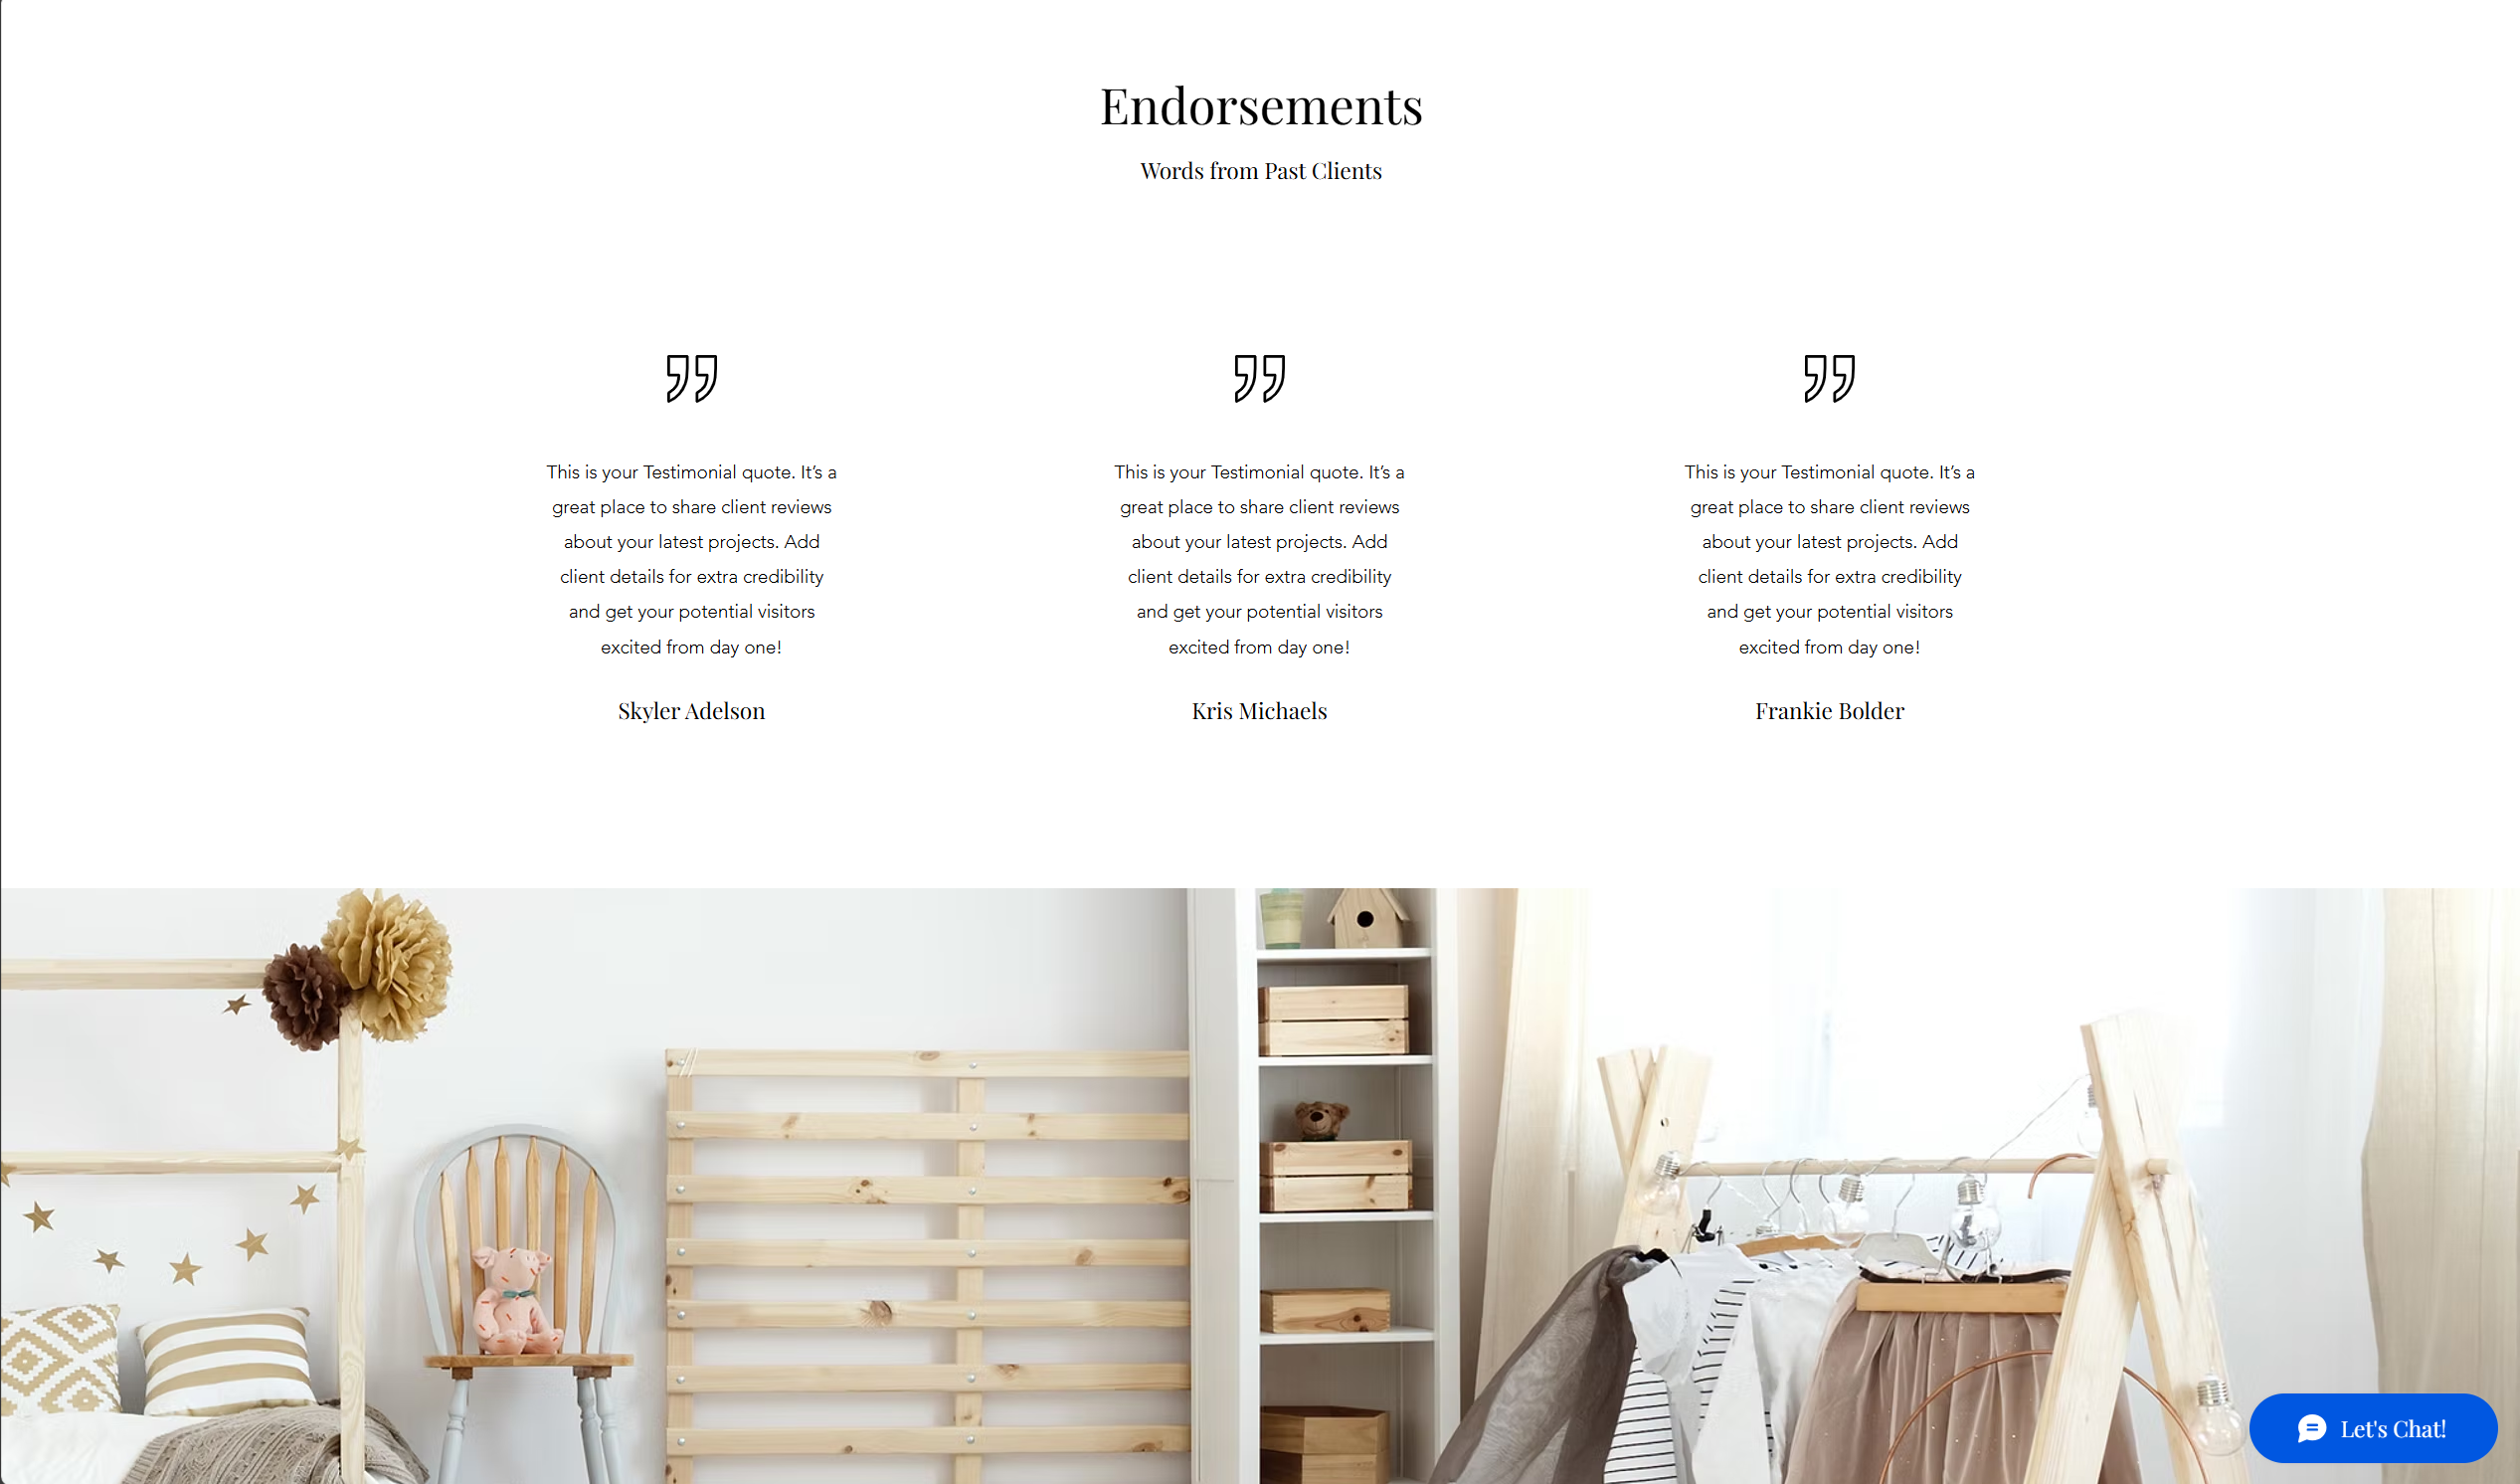 Endorsements
Words from Past Clients
This is your Testimonial quote. It’s a
great place to share client reviews
about your latest projects. Add
client details for extra credibility
and get your potential visitors
excited from day one!
Skyler Adelson
This is your Testimonial quote. It’s a
great place to share client reviews
about your latest projects. Add
client details for extra credibility
and get your potential visitors
excited from day one!
Kris Michaels
This is your Testimonial quote. It’s a
great place to share client reviews
about your latest projects. Add
client details for extra credibility
and get your potential visitors
excited from day one!
Frankie Bolder
Let's Chat!